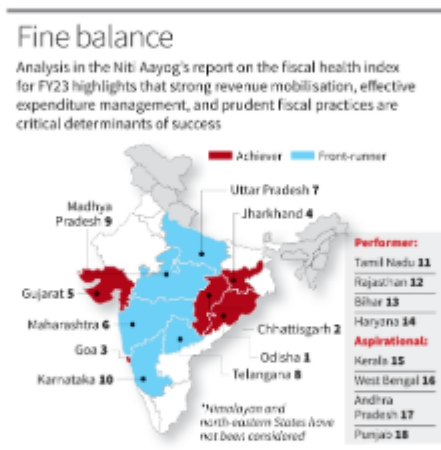 Fine balance
Analysis in the Niti Aayog's report on the fiscal health index
for FY23 highlights that strong revenue mobilisation, effective
expenditure management, and prudent fiscal practices are
critical determinants of success
Achiever
Front-runner
Uttar Pradesh 7
Madhya
Pradesh 9
Jharkhand 4
Gujarat 5
Maharashtra 6
Goa 3
Karnataka 10
Chhattisgarh 2
Odisha 1
Telangana 8
*Himalayan and
north-eastern States have
not been considered
Performer:
Tamil Nadu 11
Rajasthan 12
Bihar 13
Haryana 14
Aspirational:
Kerala 15
West Bengal 16
Andhra
Pradesh 17
Punjab 18